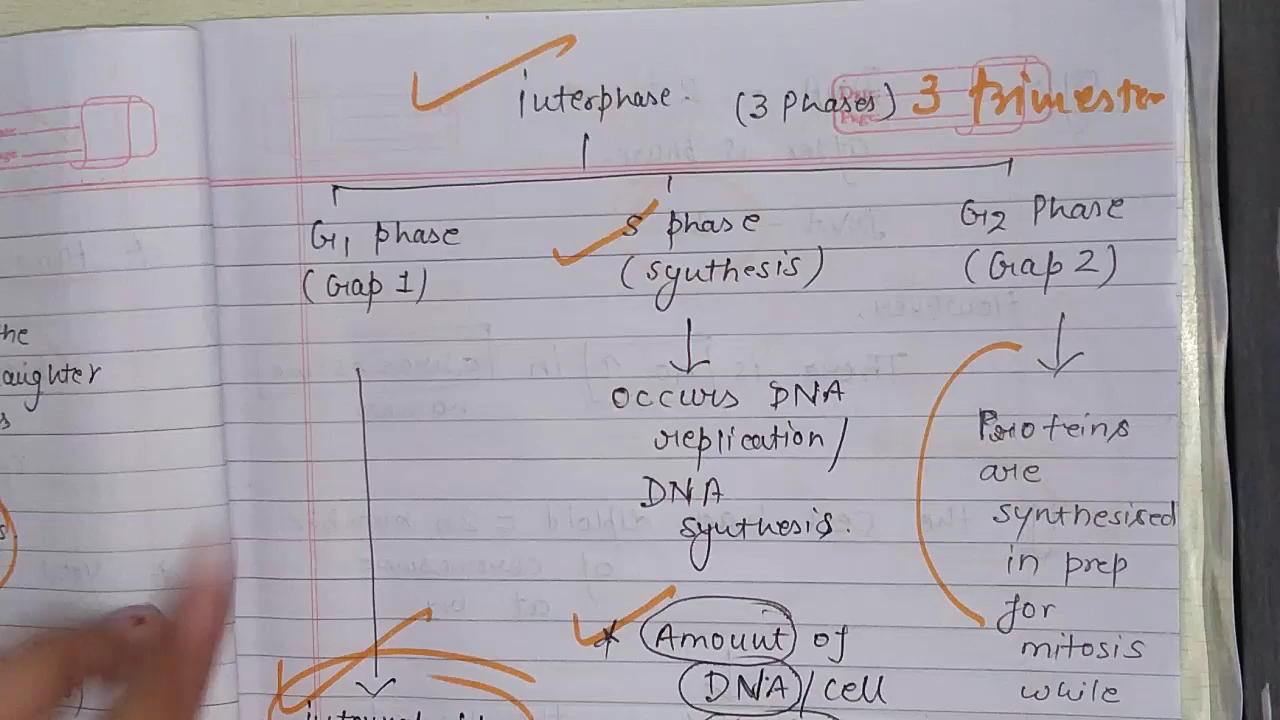 interphase. (3 phases) 3 trimester
G1 phase
(Gap 1)
S phase
(synthesis)
G2 Phase
(Gap 2)
occurs DNA
replication/
DNA
synthesis.
* Amount of
DNA/cell
Proteins
are
synthesised
in prep
for
mitosis
while
the
daughter